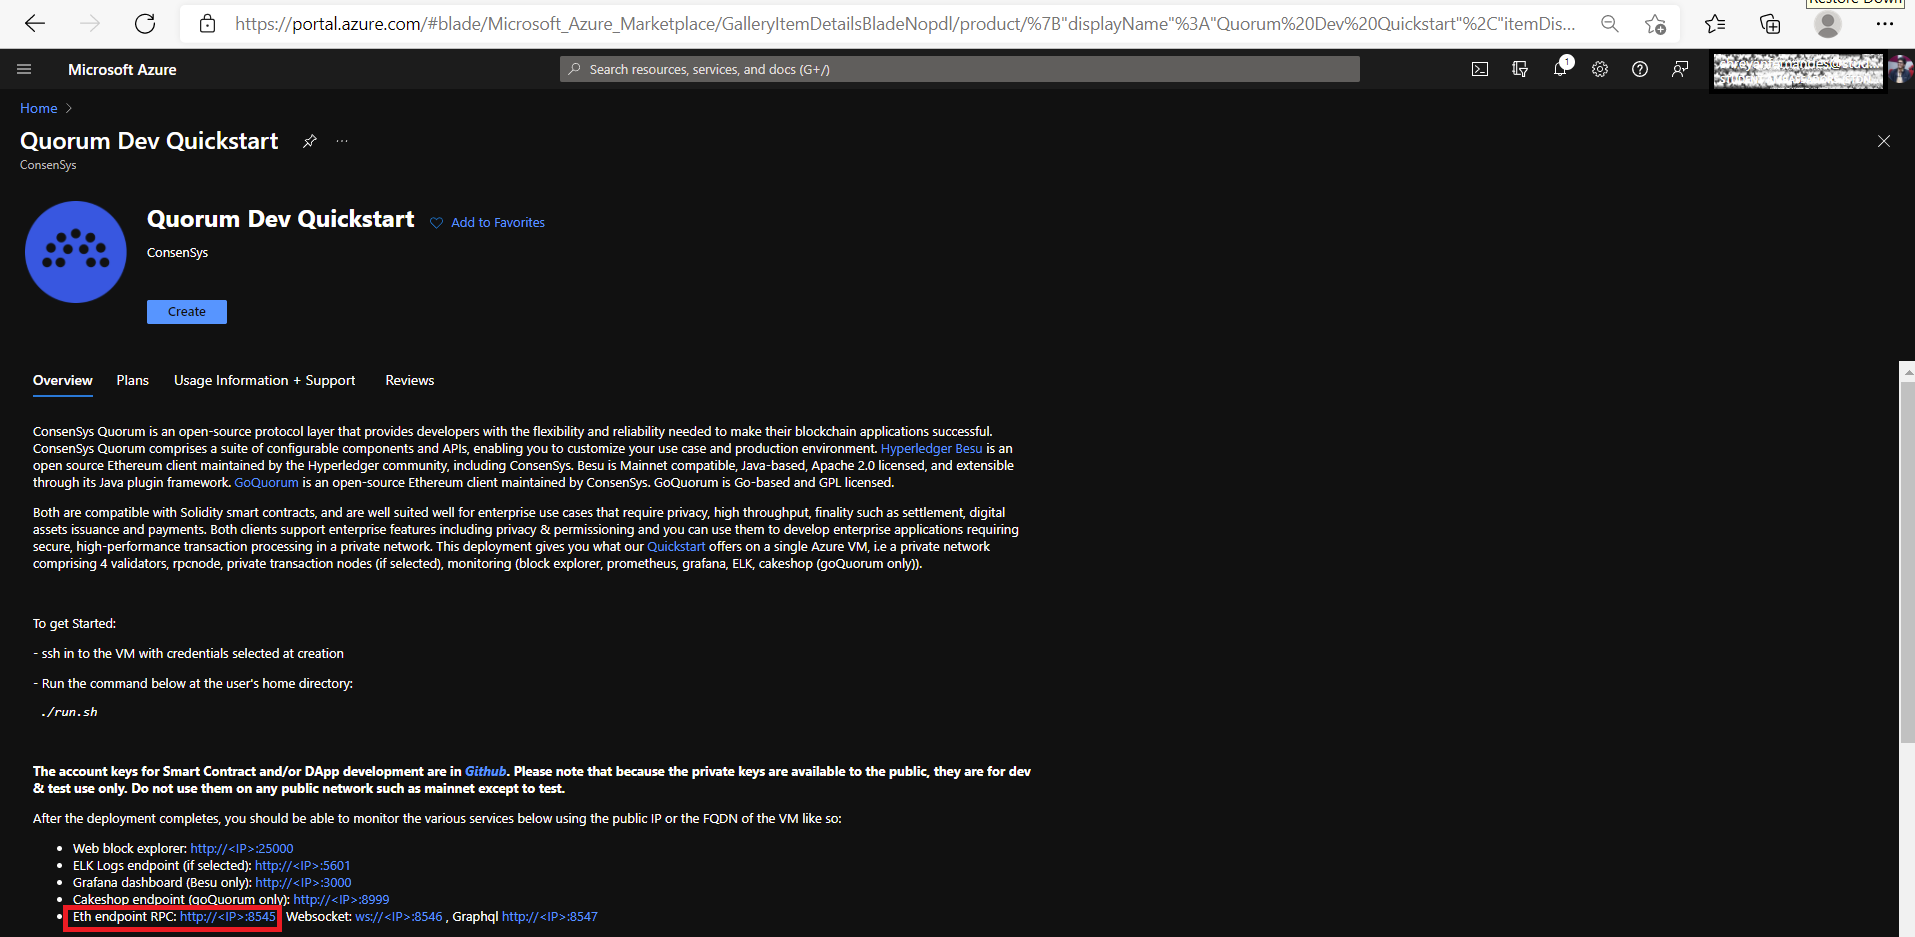 Restore Down
https://portal.azure.com/#blade/Microsoft_Azure_Marketplace/GalleryItemDetailsBladeNopdl/product/%7B"displayName"%3A"Quorum%20Dev%20Quickstart"%2C"itemDis...
Microsoft Azure
Search resources, services, and docs (G+/)
1
Home >
Quorum Dev Quickstart
...
ConsenSys
Quorum Dev Quickstart
Add to Favorites
ConsenSys
Create
Overview Plans Usage Information + Support Reviews
ConsenSys Quorum is an open-source protocol layer that provides developers with the flexibility and reliability needed to make their blockchain applications successful.
ConsenSys Quorum comprises a suite of configurable components and APIs, enabling you to customize your use case and production environment. Hyperledger Besu is an
open source Ethereum client maintained by the Hyperledger community, including ConsenSys. Besu is Mainnet compatible, Java-based, Apache 2.0 licensed, and extensible
through its Java plugin framework. GoQuorum is an open-source Ethereum client maintained by ConsenSys. GoQuorum is Go-based and GPL licensed.
Both are compatible with Solidity smart contracts, and are well suited well for enterprise use cases that require privacy, high throughput, finality such as settlement, digital
assets issuance and payments. Both clients support enterprise features including privacy & permissioning and you can use them to develop enterprise applications requiring
secure, high-performance transaction processing in a private network. This deployment gives you what our Quickstart offers on a single Azure VM, i.e a private network
comprising 4 validators, rpcnode, private transaction nodes (if selected), monitoring (block explorer, prometheus, grafana, ELK, cakeshop (goQuorum only)).
To get Started:
- ssh in to the VM with credentials selected at creation
- Run the command below at the user's home directory:
./run.sh
The account keys for Smart Contract and/or DApp development are in Github. Please note that because the private keys are available to the public, they are for dev
& test use only. Do not use them on any public network such as mainnet except to test.
After the deployment completes, you should be able to monitor the various services below using the public IP or the FQDN of the VM like so:
• Web block explorer: http://<IP>:25000
• ELK Logs endpoint (if selected): http://<IP>:5601
• Grafana dashboard (Besu only): http://<IP>:3000
• Cakeshop endpoint (goQuorum only): http://<IP>:8999
• Eth endpoint RPC: http://<IP>:8545 Websocket: ws://<IP>:8546 , Graphql http://<IP>:8547